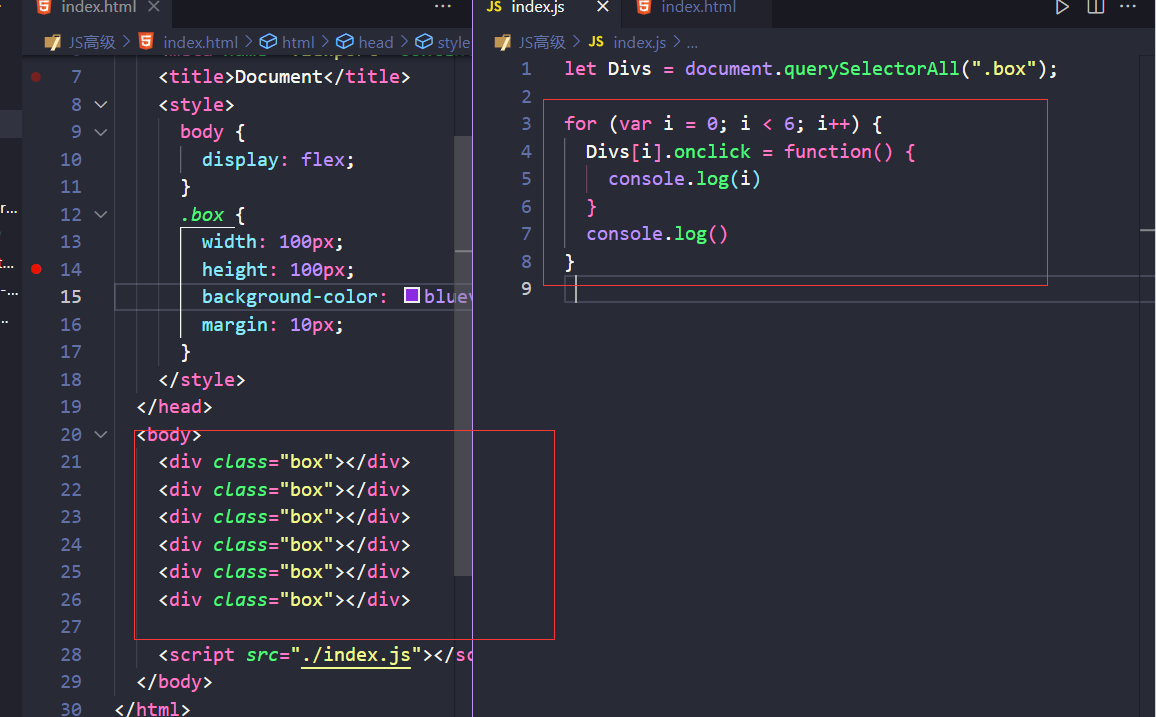 index.html
JS高级 > index.html > html > head > style
7 <title>Document</title>
8 <style>
9 body {
10 display: flex;
11 }
12 .box {
13 width: 100px;
14 height: 100px;
15 background-color:
16 margin: 10px;
17 }
18 </style>
19 </head>
20 <body>
21 <div class="box"></div>
22 <div class="box"></div>
23 <div class="box"></div>
24 <div class="box"></div>
25 <div class="box"></div>
26 <div class="box"></div>
27
28 <script src="./index.js"></sc
29 </body>
30 </html>
JS index.js
index.html
JS高级 > JS index.js > ...
1 let Divs = document.querySelectorAll(".box");
2
3 for (var i = 0; i < 6; i++) {
4 Divs[i].onclick = function() {
5 console.log(i)
6 }
7 console.log()
8 }
9